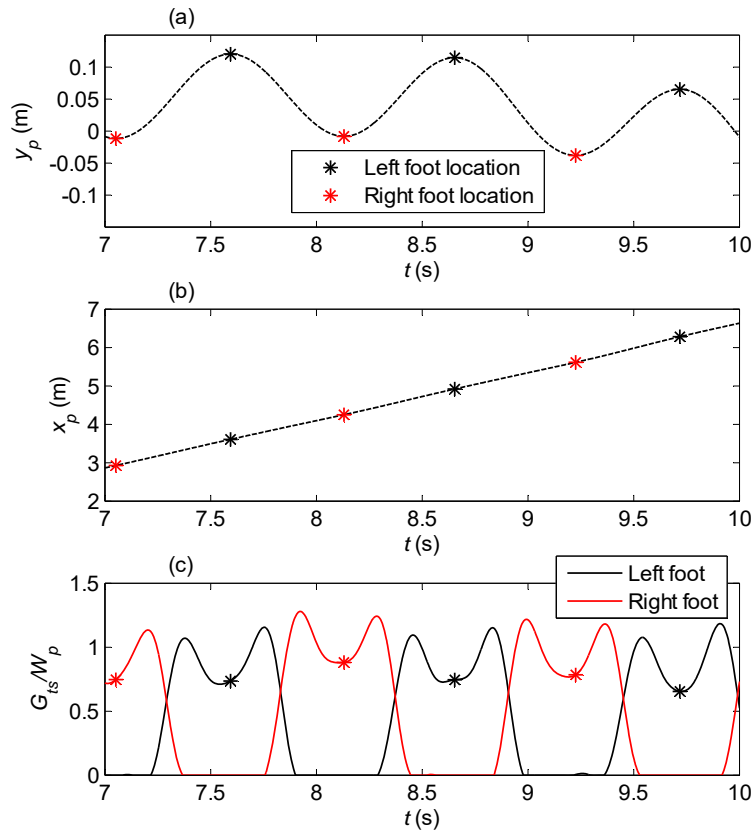 (a)
0.1
0.05
0
-0.05
-0.1
y_p (m)
Left foot location
Right foot location
7 7.5 8 8.5 9 9.5 10
t (s)
(b)
7
6
5
4
3
2
x_p (m)
7 7.5 8 8.5 9 9.5 10
t (s)
(c)
Left foot
Right foot
1.5
1
0.5
0
G_ts/W_p
7 7.5 8 8.5 9 9.5 10
t (s)